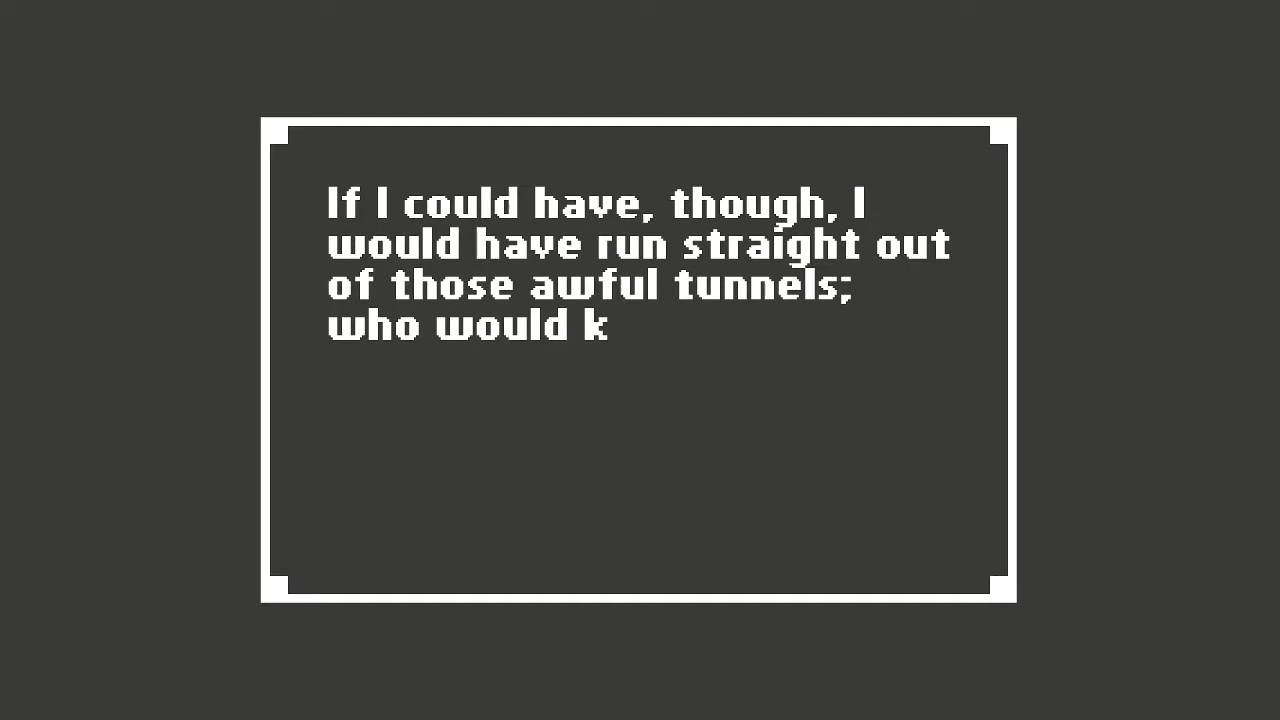 If I could have, though, I
would have run straight out
of those awful tunnels;
who would k